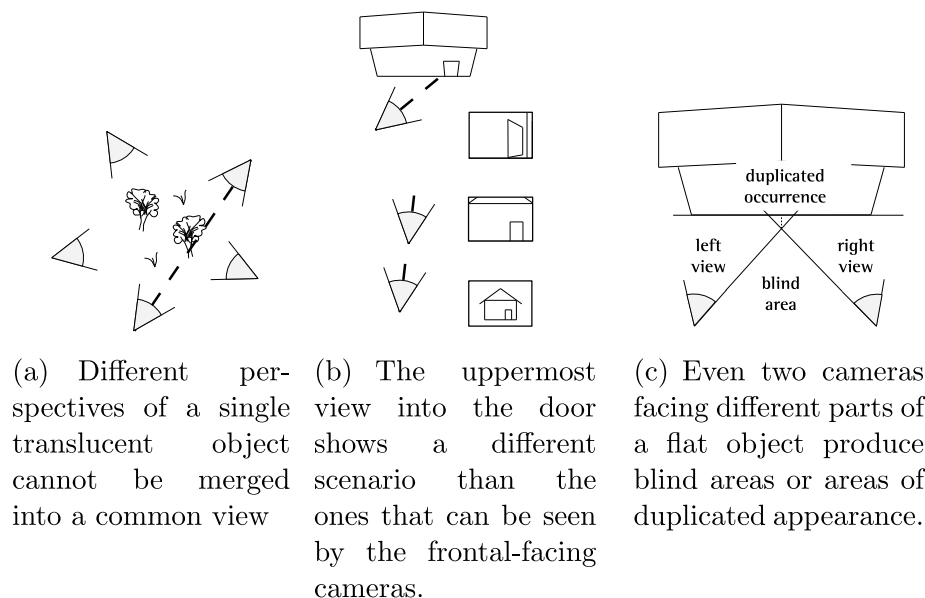 duplicated
occurrence
left
view
right
view
blind
area
(a) Different per-
spectives of a single
translucent object
cannot be merged
into a common view
(b) The uppermost
view into the door
shows a different
scenario than the
ones that can be seen
by the frontal-facing
cameras.
(c) Even two cameras
facing different parts of
a flat object produce
blind areas or areas of
duplicated appearance.